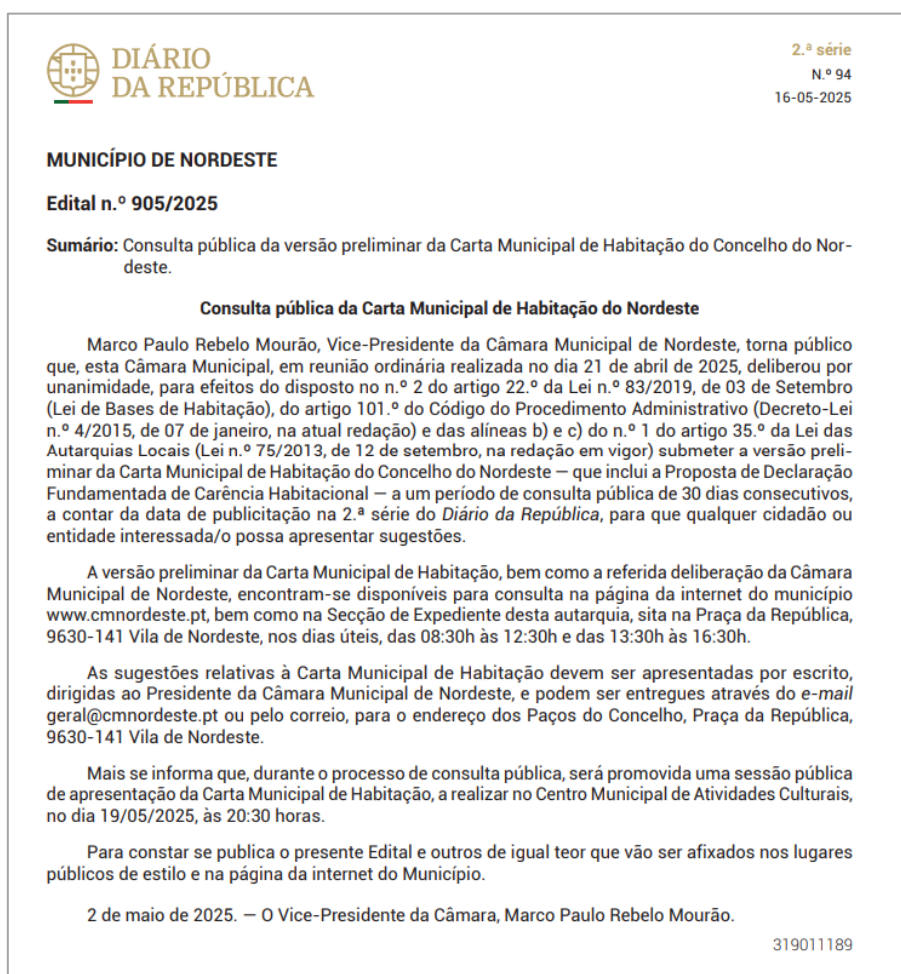 DIÁRIO
DA REPÚBLICA
2.ª série
N.º 94
16-05-2025
MUNICÍPIO DE NORDESTE
Edital n.º 905/2025
Sumário: Consulta pública da versão preliminar da Carta Municipal de Habitação do Concelho do Nor-
deste.
Consulta pública da Carta Municipal de Habitação do Nordeste
Marco Paulo Rebelo Mourão, Vice-Presidente da Câmara Municipal de Nordeste, torna público
que, esta Câmara Municipal, em reunião ordinária realizada no dia 21 de abril de 2025, deliberou por
unanimidade, para efeitos do disposto no n.º 2 do artigo 22.º da Lei n.º 83/2019, de 03 de Setembro
(Lei de Bases de Habitação), do artigo 101.º do Código do Procedimento Administrativo (Decreto-Lei
n.º 4/2015, de 07 de janeiro, na atual redação) e das alíneas b) e c) do n.º 1 do artigo 35.º da Lei das
Autarquias Locais (Lei n.º 75/2013, de 12 de setembro, na redação em vigor) submeter a versão preli-
minar da Carta Municipal de Habitação do Concelho do Nordeste — que inclui a Proposta de Declaração
Fundamentada de Carência Habitacional — a um período de consulta pública de 30 dias consecutivos,
a contar da data de publicitação na 2.ª série do Diário da República, para que qualquer cidadão ou
entidade interessada/o possa apresentar sugestões.
A versão preliminar da Carta Municipal de Habitação, bem como a referida deliberação da Câmara
Municipal de Nordeste, encontram-se disponíveis para consulta na página da internet do município
www.cmnordeste.pt, bem como na Secção de Expediente desta autarquia, sita na Praça da República,
9630-141 Vila de Nordeste, nos dias úteis, das 08:30h às 12:30h e das 13:30h às 16:30h.
As sugestões relativas à Carta Municipal de Habitação devem ser apresentadas por escrito,
dirigidas ao Presidente da Câmara Municipal de Nordeste, e podem ser entregues através do e-mail
geral@cmnordeste.pt ou pelo correio, para o endereço dos Paços do Concelho, Praça da República,
9630-141 Vila de Nordeste.
Mais se informa que, durante o processo de consulta pública, será promovida uma sessão pública
de apresentação da Carta Municipal de Habitação, a realizar no Centro Municipal de Atividades Culturais,
no dia 19/05/2025, às 20:30 horas.
Para constar se publica o presente Edital e outros de igual teor que vão ser afixados nos lugares
públicos de estilo e na página da internet do Município.
2 de maio de 2025. — O Vice-Presidente da Câmara, Marco Paulo Rebelo Mourão.
319011189